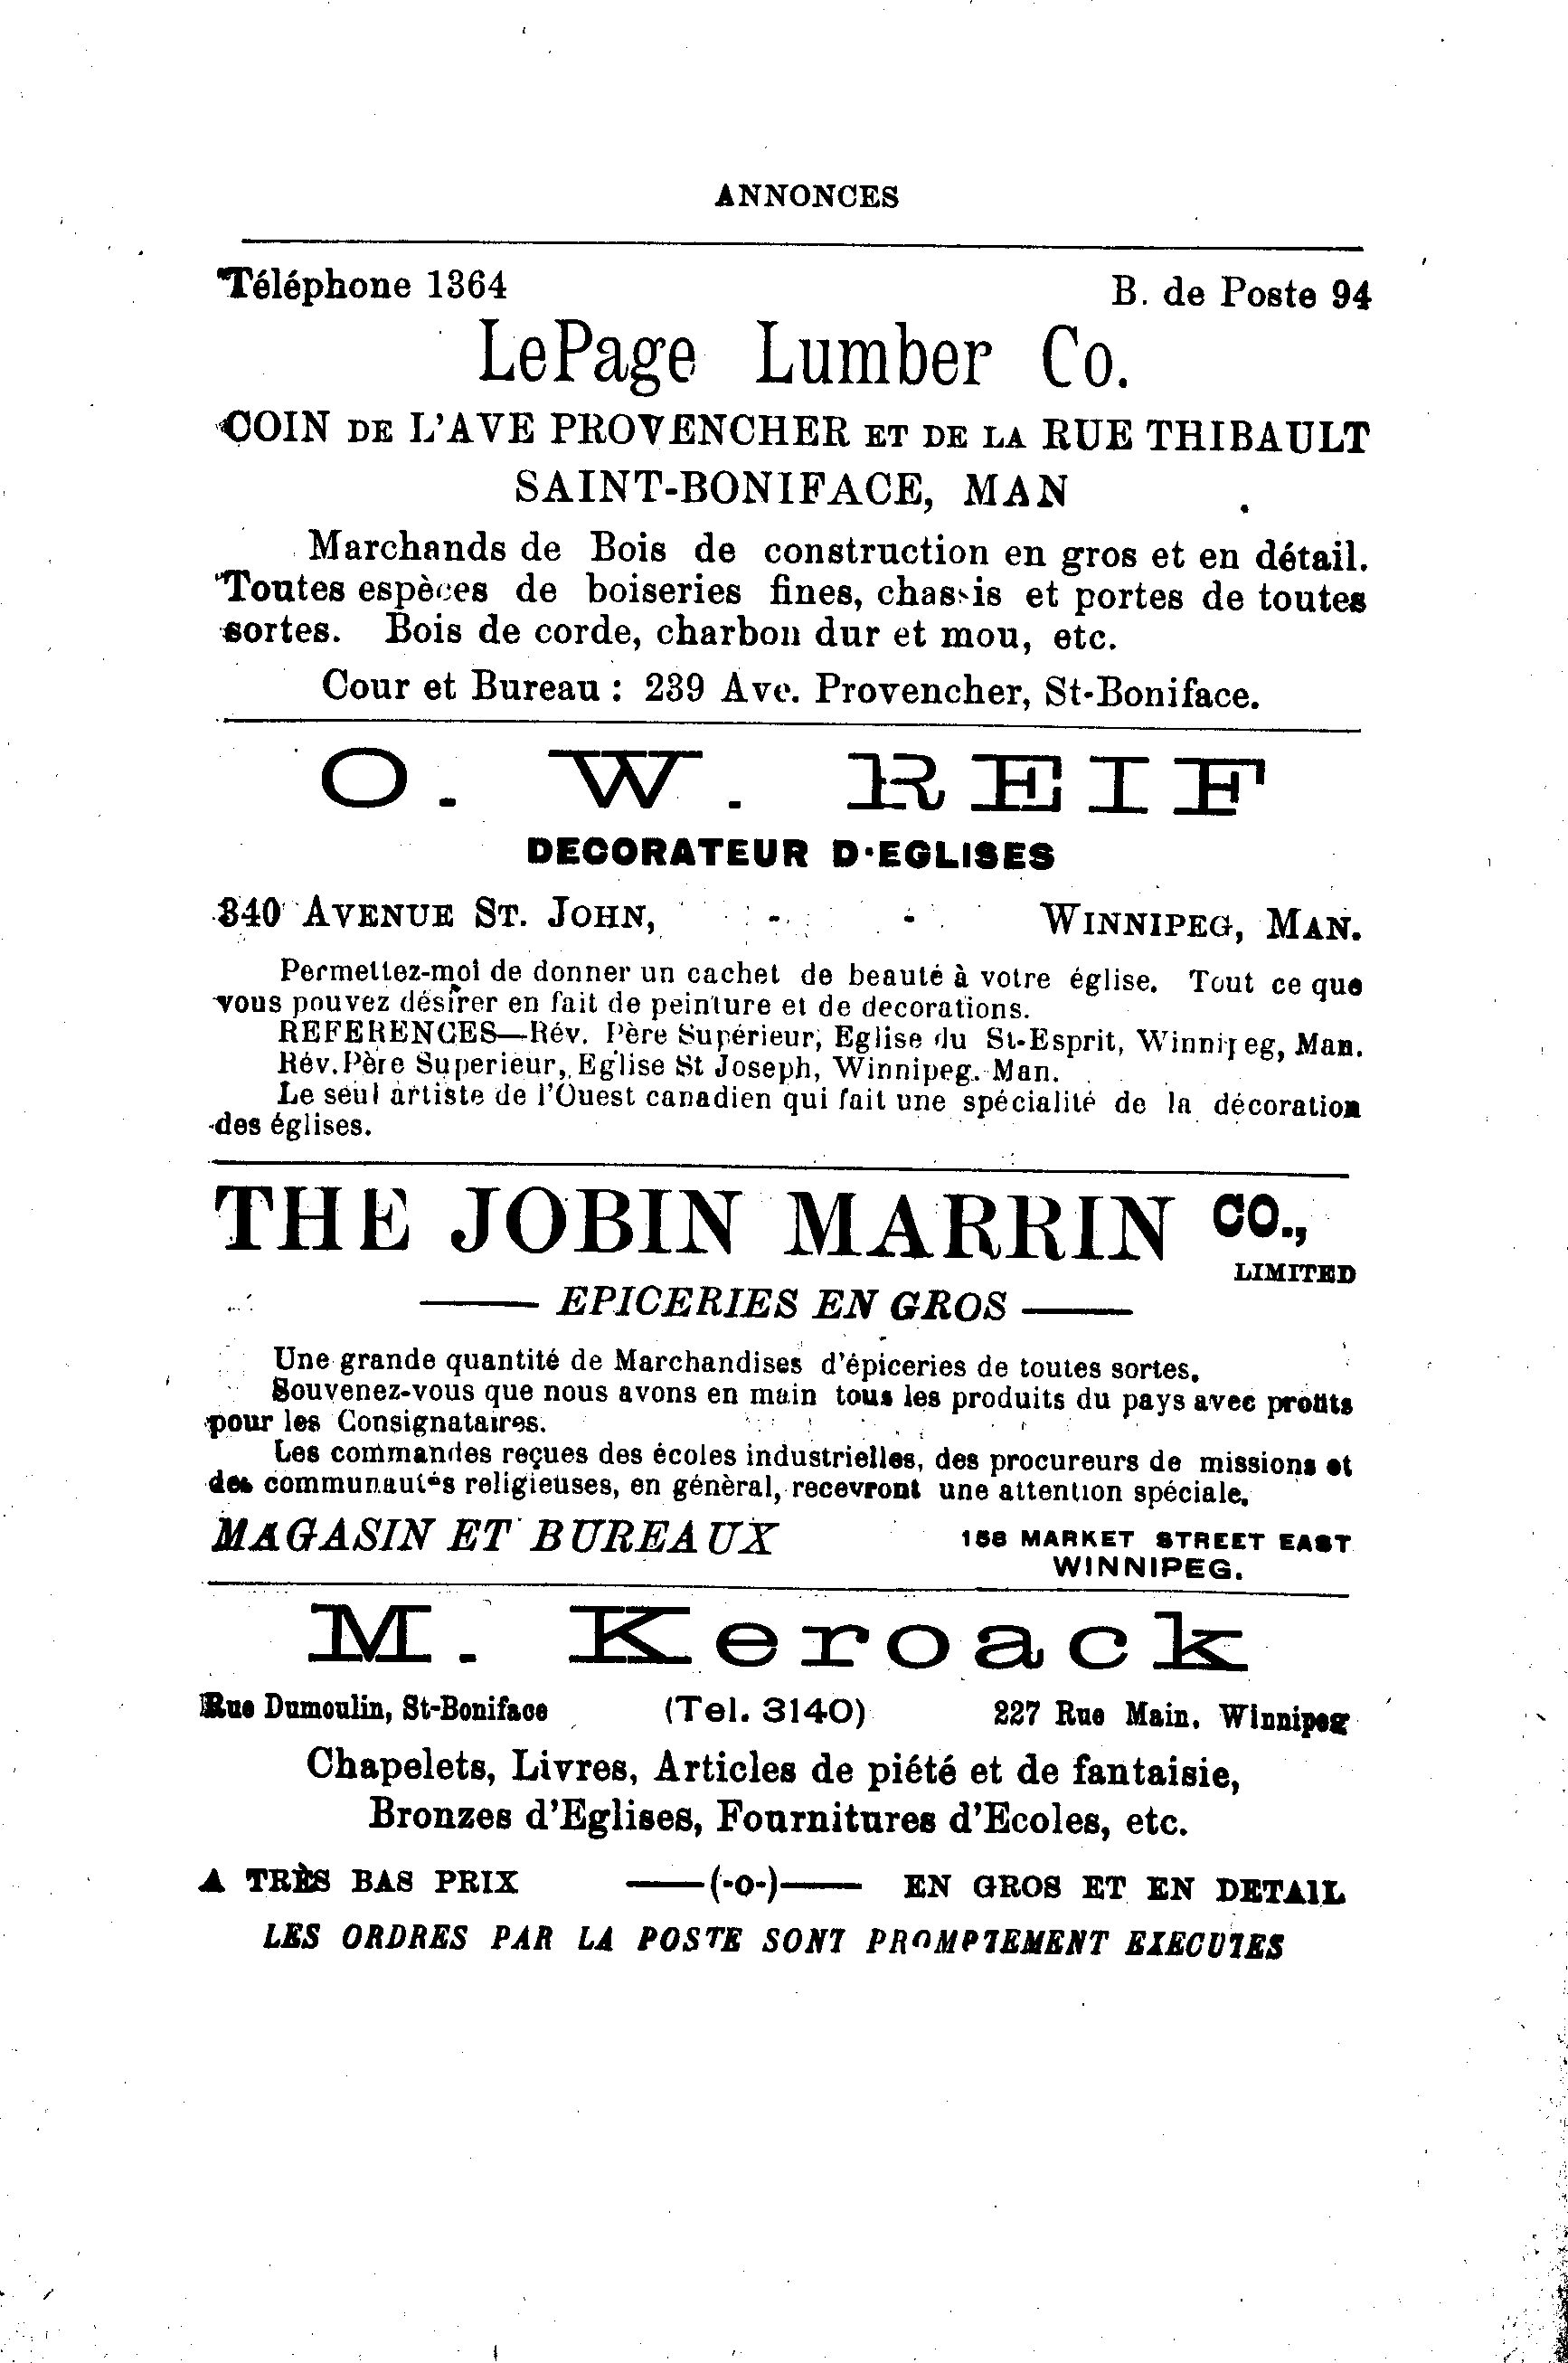 ANNONCES
Téléphone 1364 B. de Poste 94
LePage Lumber Co.
COIN DE L'AVE PROVENCHER ET DE LA RUE THIBAULT
SAINT-BONIFACE, MAN
Marchands de Bois de construction en gros et en détail.
Toutes espèces de boiseries fines, chassis et portes de toutes
sortes. Bois de corde, charbon dur et mou, etc.
Cour et Bureau : 239 Ave. Provencher, St-Boniface.
O. W. REIF
DECORATEUR D'EGLISES
340 AVENUE ST. JOHN, - - WINNIPEG, MAN.
Permettez-moi de donner un cachet de beauté à votre église. Tout ce que
vous pouvez désirer en fait de peinture et de decorations.
REFERENCES—Rév. Père Supérieur, Eglise du St-Esprit, Winnipeg, Man.
Rév. Père Superieur, Eglise St Joseph, Winnipeg. Man.
Le seul artiste de l'Ouest canadien qui fait une spécialité de la décoration
des églises.
THE JOBIN MARRIN CO.,
LIMITED
—— EPICERIES EN GROS ——
Une grande quantité de Marchandises d'épiceries de toutes sortes.
Souvenez-vous que nous avons en main tous les produits du pays avec profits
pour les Consignataires.
Les commandes reçues des écoles industrielles, des procureurs de missions et
des communautés religieuses, en génèral, recevront une attention spéciale.
MAGASIN ET BUREAUX 158 MARKET STREET EAST
WINNIPEG.
M. Keroack
Rue Dumoulin, St-Boniface (Tel. 3140) 227 Rue Main. Winnipeg
Chapelets, Livres, Articles de piété et de fantaisie,
Bronzes d'Eglises, Fournitures d'Ecoles, etc.
A TRÈS BAS PRIX ——(-o-)—— EN GROS ET EN DETAIL
LES ORDRES PAR LA POSTE SONT PROMPTEMENT EXECUTES